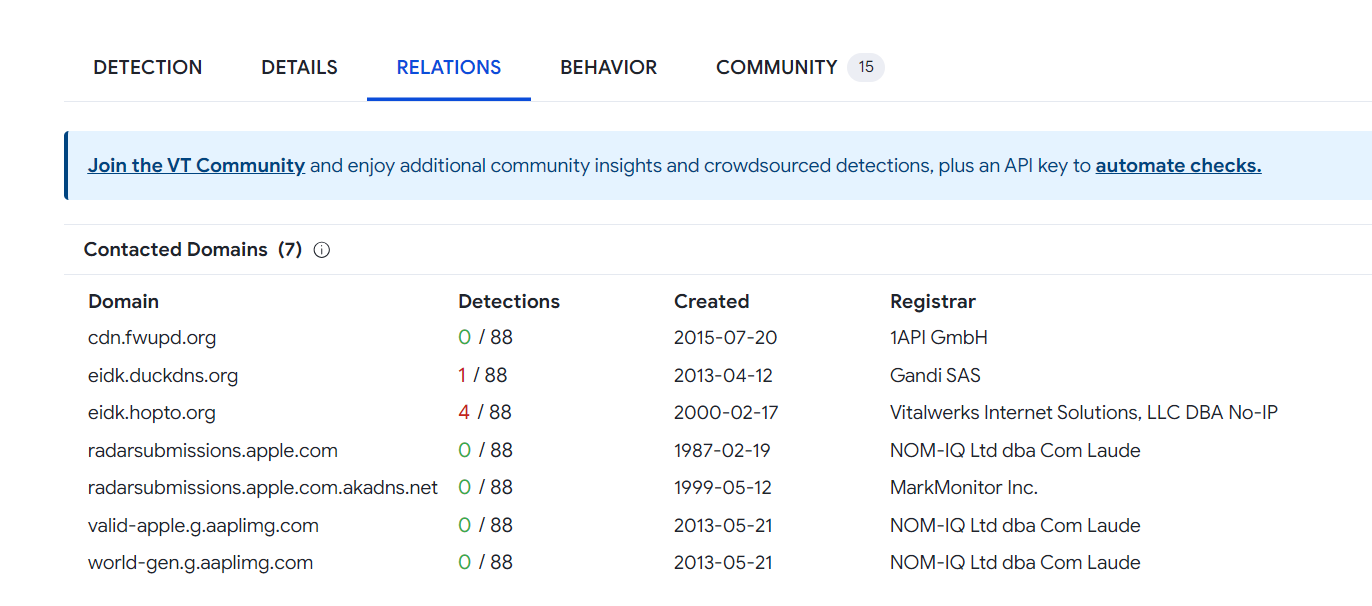 DETECTION DETAILS RELATIONS BEHAVIOR COMMUNITY 15
Join the VT Community and enjoy additional community insights and crowdsourced detections, plus an API key to automate checks.
Contacted Domains (7)
Domain Detections Created Registrar
cdn.fwupd.org 0 / 88 2015-07-20 1API GmbH
eidk.duckdns.org 1 / 88 2013-04-12 Gandi SAS
eidk.hopto.org 4 / 88 2000-02-17 Vitalwerks Internet Solutions, LLC DBA No-IP
radarsubmissions.apple.com 0 / 88 1987-02-19 NOM-IQ Ltd dba Com Laude
radarsubmissions.apple.com.akadns.net 0 / 88 1999-05-12 MarkMonitor Inc.
valid-apple.g.aaplimg.com 0 / 88 2013-05-21 NOM-IQ Ltd dba Com Laude
world-gen.g.aaplimg.com 0 / 88 2013-05-21 NOM-IQ Ltd dba Com Laude